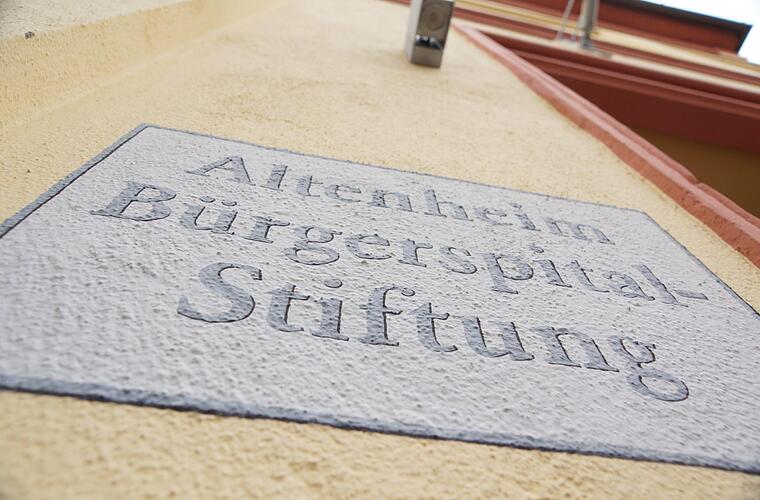 Altenheim
Bürgerspital-
Stiftung